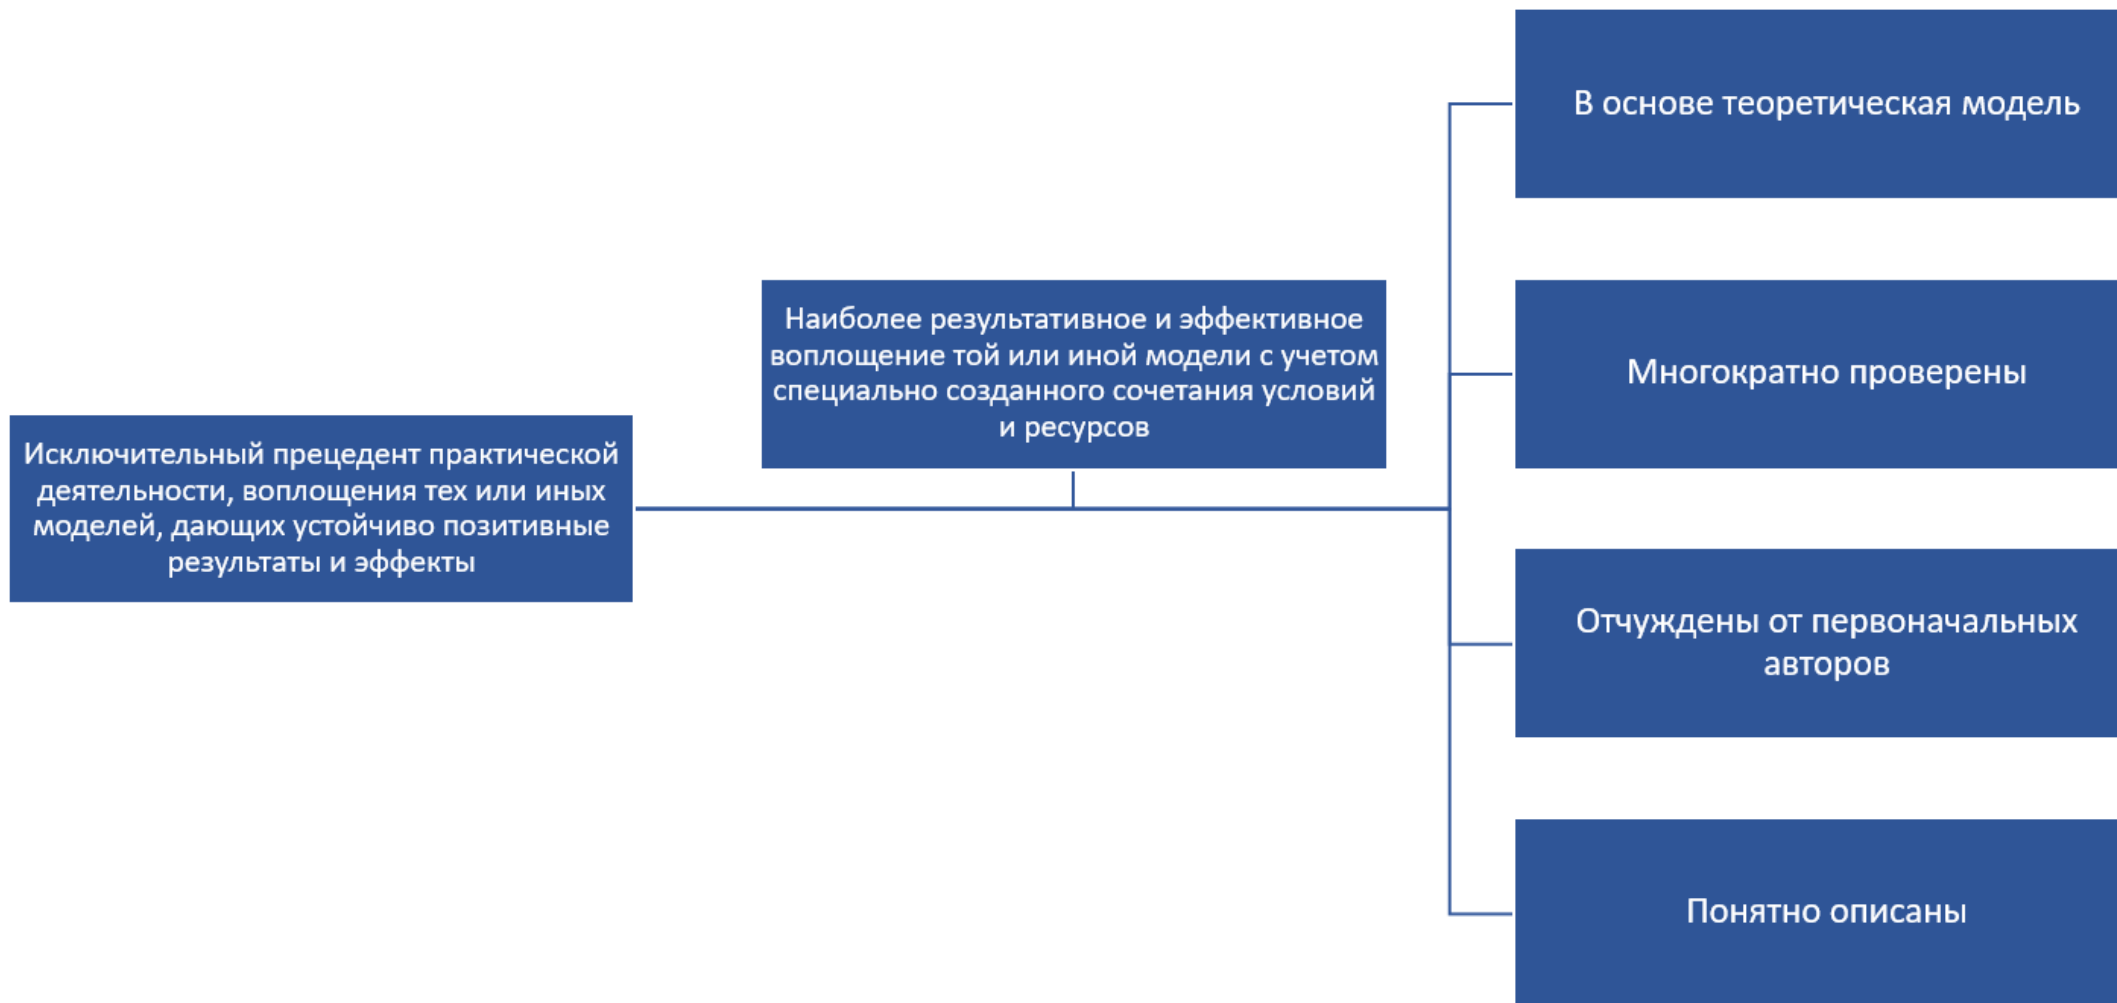 Исключительный прецедент практической
деятельности, воплощения тех или иных
моделей, дающих устойчиво позитивные
результаты и эффекты
Наиболее результативное и эффективное
воплощение той или иной модели с учетом
специально созданного сочетания условий
и ресурсов
В основе теоретическая модель
Многократно проверены
Отчуждены от первоначальных
авторов
Понятно описаны